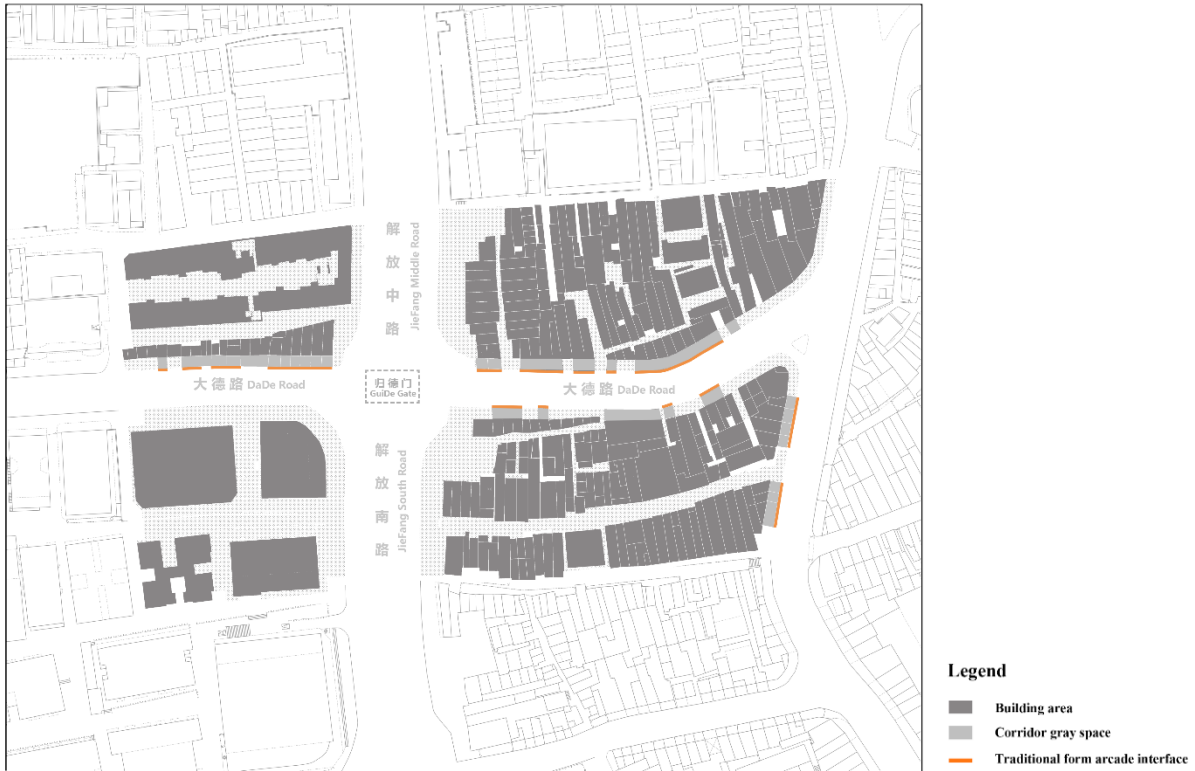 解放中路
JieFang Middle Road
大德路 DaDe Road
归德门
GuiDe Gate
大德路 DaDe Road
解放南路
JieFang South Road
Legend
Building area
Corridor gray space
Traditional form arcade interface